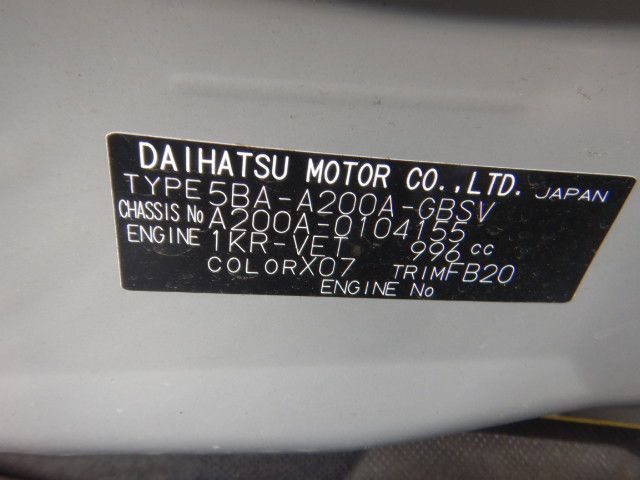 DAIHATSU MOTOR CO.,LTD. JAPAN
TYPE 5BA-A200A-GBSV
CHASSIS No A200A-0104155
ENGINE 1KR-VET 996 cc
COLOR X07 TRIM FB20
ENGINE No